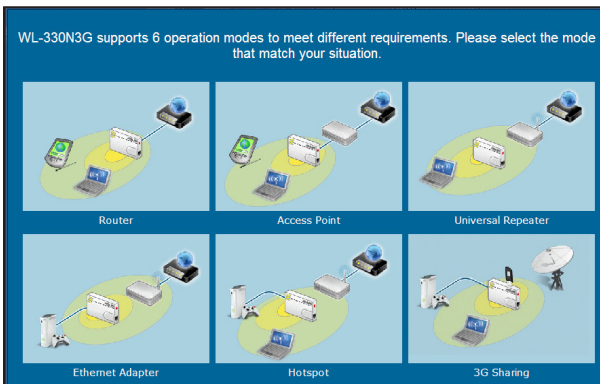 WL-330N3G supports 6 operation modes to meet different requirements. Please select the mode
that match your situation.
Router
Access Point
Universal Repeater
Ethernet Adapter
Hotspot
3G Sharing